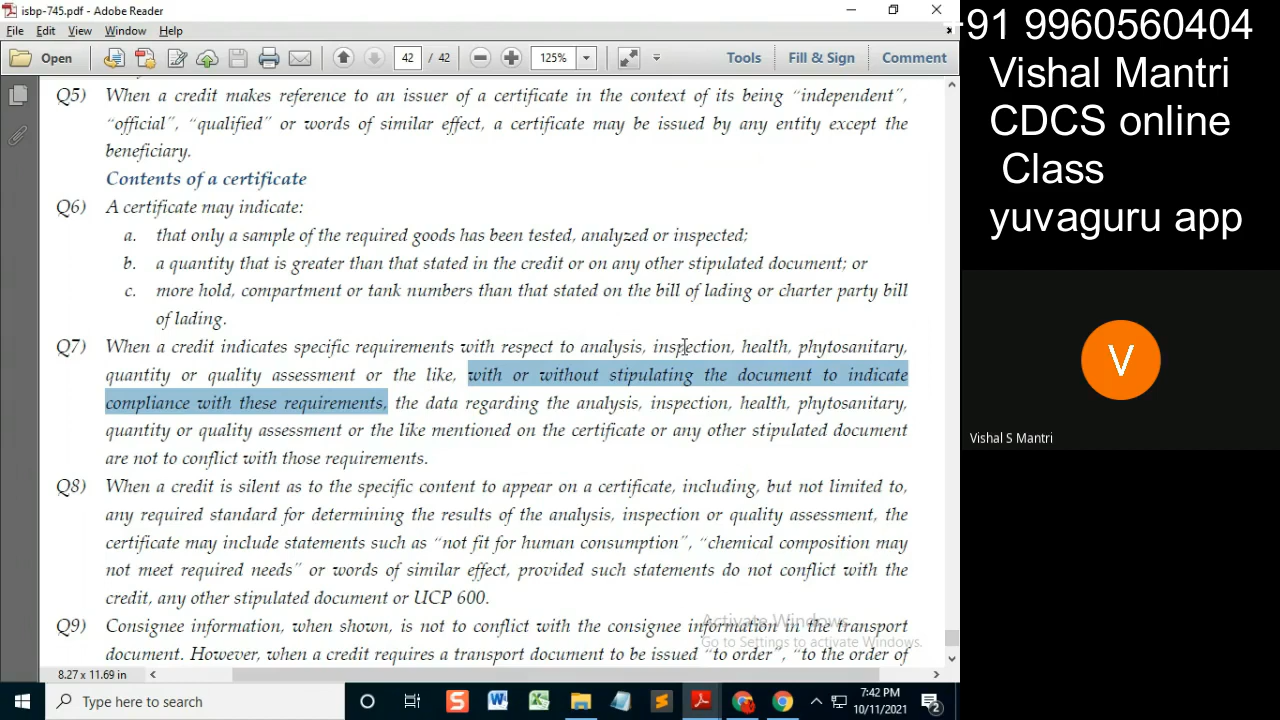 isbp-745.pdf - Adobe Reader
File Edit View Window Help
Open 42 / 42 125% Tools Fill & Sign Comment
Q5) When a credit makes reference to an issuer of a certificate in the context of its being “independent”,
“official”, “qualified” or words of similar effect, a certificate may be issued by any entity except the
beneficiary.
Contents of a certificate
Q6) A certificate may indicate:
a. that only a sample of the required goods has been tested, analyzed or inspected;
b. a quantity that is greater than that stated in the credit or on any other stipulated document; or
c. more hold, compartment or tank numbers than that stated on the bill of lading or charter party bill
of lading.
Q7) When a credit indicates specific requirements with respect to analysis, inspection, health, phytosanitary,
quantity or quality assessment or the like, with or without stipulating the document to indicate
compliance with these requirements, the data regarding the analysis, inspection, health, phytosanitary,
quantity or quality assessment or the like mentioned on the certificate or any other stipulated document
are not to conflict with those requirements.
Q8) When a credit is silent as to the specific content to appear on a certificate, including, but not limited to,
any required standard for determining the results of the analysis, inspection or quality assessment, the
certificate may include statements such as “not fit for human consumption”, “chemical composition may
not meet required needs” or words of similar effect, provided such statements do not conflict with the
credit, any other stipulated document or UCP 600.
Q9) Consignee information, when shown, is not to conflict with the consignee information in the transport
document. However, when a credit requires a transport document to be issued “to order”, “to the order of
Activate Windows
Go to Settings to activate Windows.
8.27 x 11.69 in
Type here to search
7:42 PM
10/11/2021
2
+91 9960560404
Vishal Mantri
CDCS online
Class
yuvaguru app
V
Vishal S Mantri